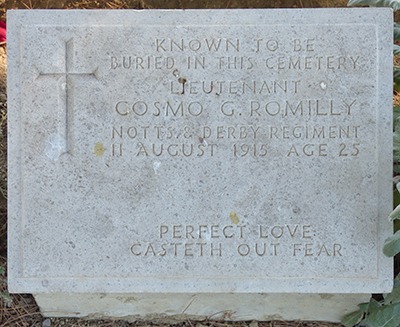 KNOWN TO BE
BURIED IN THIS CEMETERY
LIEUTENANT
COSMO G. ROMILLY
NOTTS. & DERBY REGIMENT
11 AUGUST 1915 AGE 25
PERFECT LOVE
CASTETH OUT FEAR